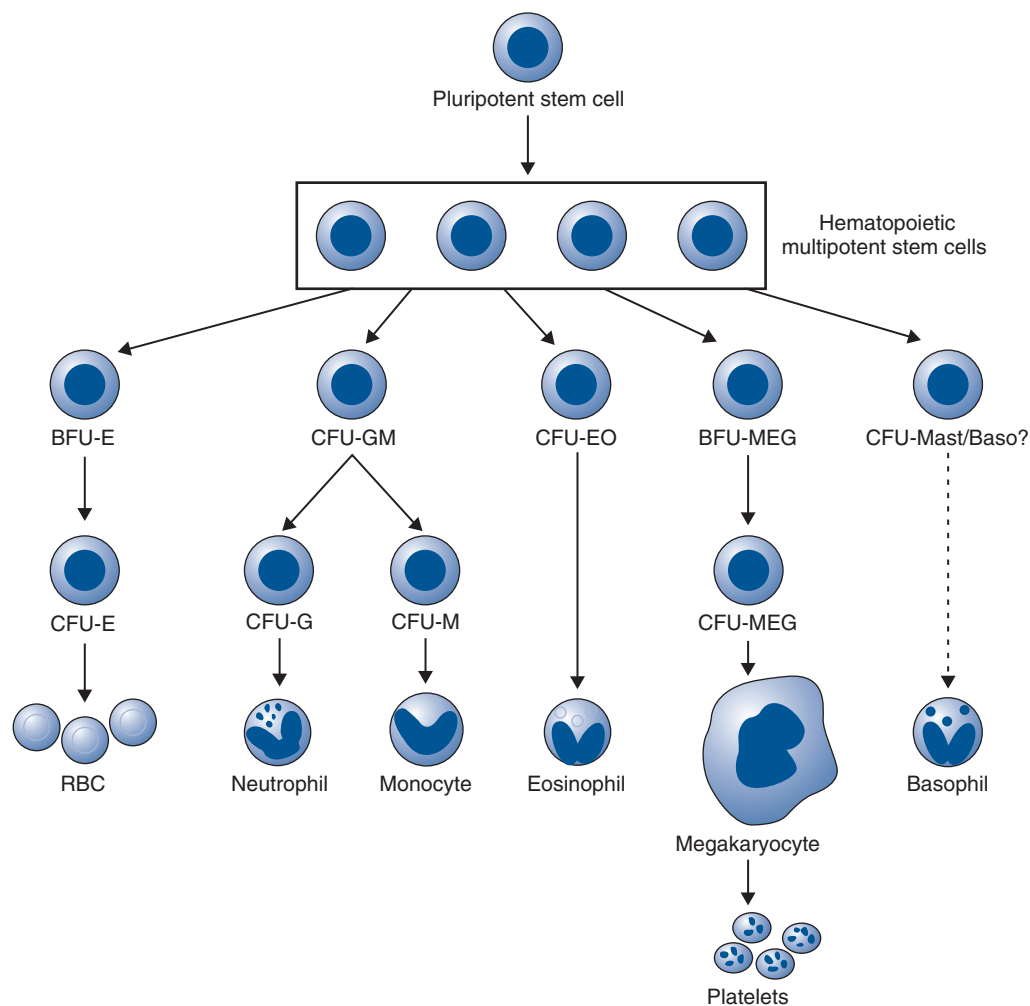 Pluripotent stem cell
Hematopoietic
multipotent stem cells
BFU-E
CFU-GM
CFU-EO
BFU-MEG
CFU-Mast/Baso?
CFU-E
CFU-G
CFU-M
CFU-MEG
RBC
Neutrophil
Monocyte
Eosinophil
Basophil
Megakaryocyte
Platelets